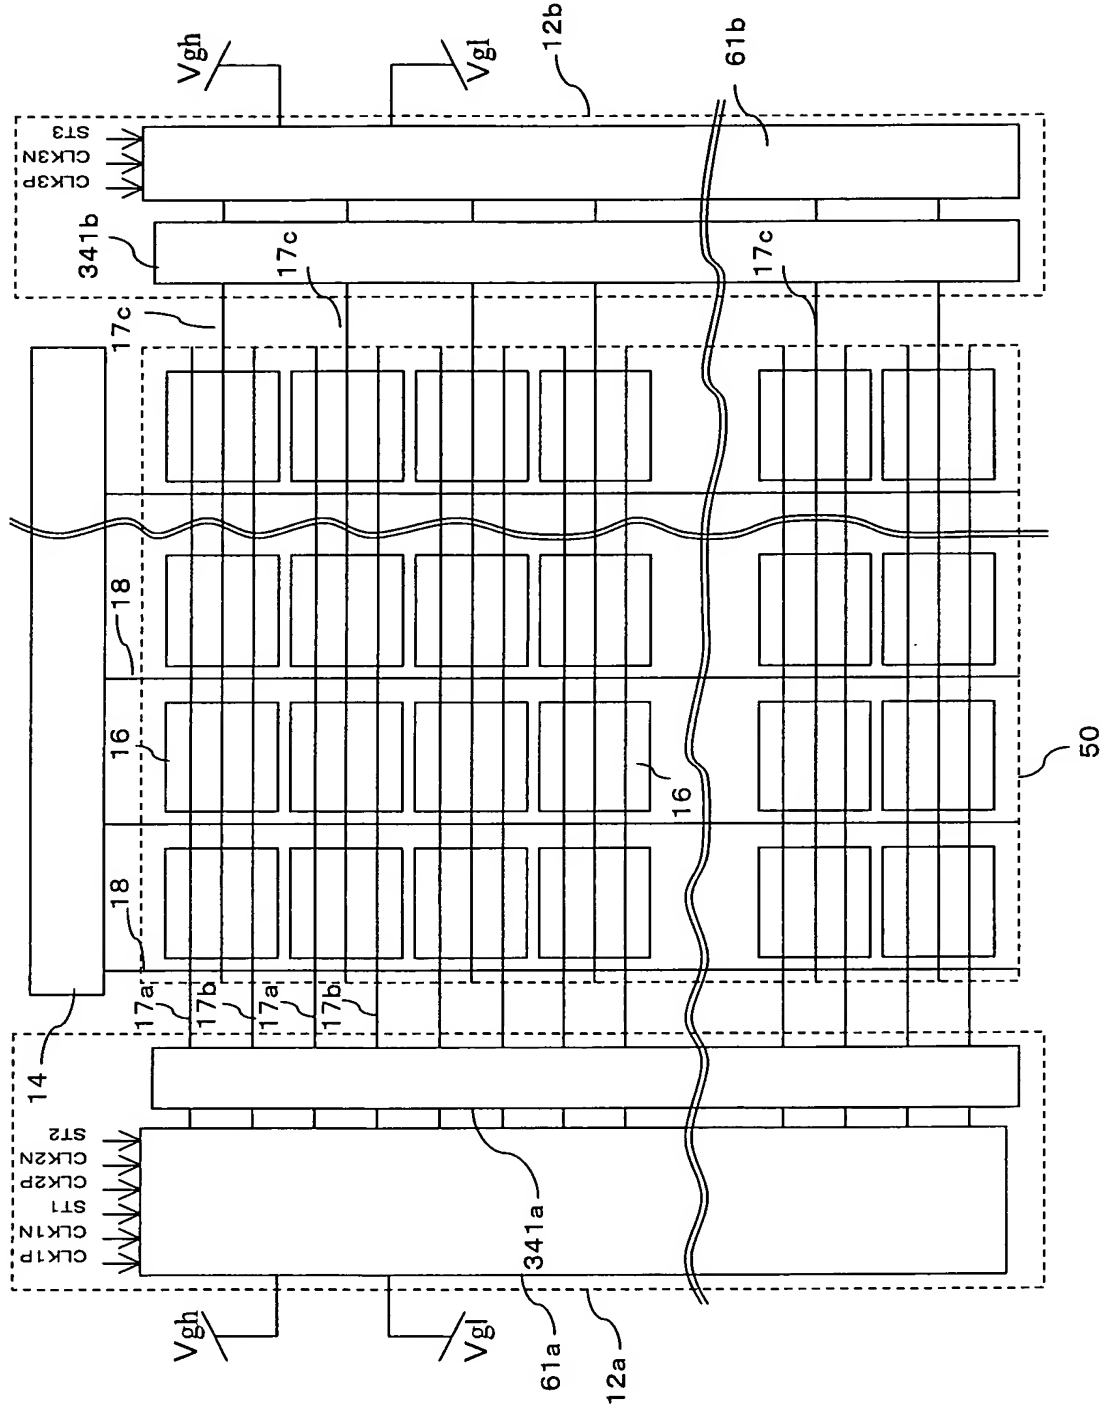 Vgh
Vgl
12b
61b
ST3
CLK3N
CLK3P
341b
17c
17c
17c
18
16
16
50
18
17a
17b
17a
17b
14
ST2
CLK2N
CLK2P
ST1
CLK1N
CLK1P
341a
Vgh
Vgl
61a
12a